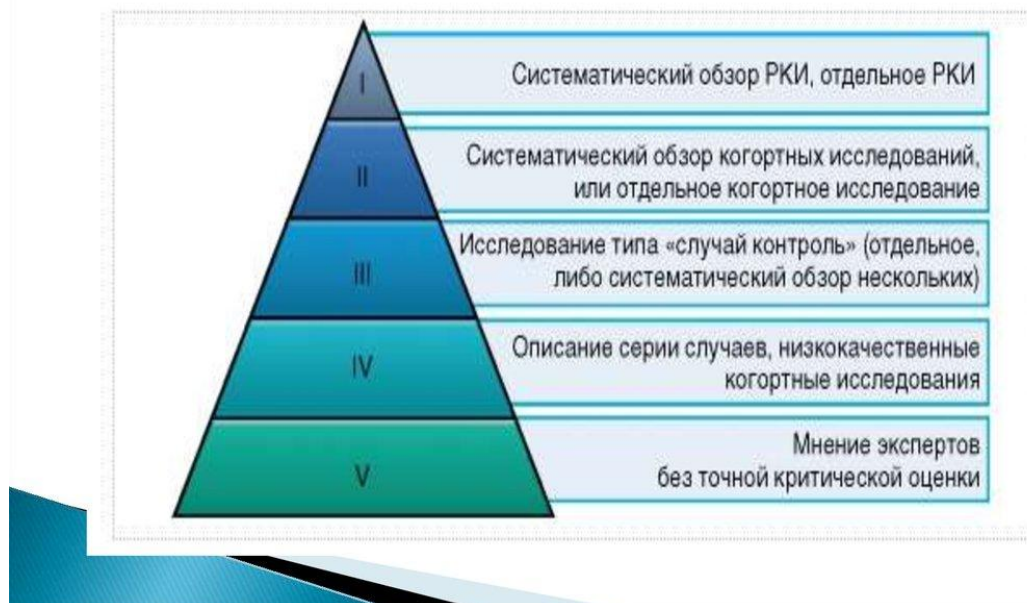 I
Систематический обзор РКИ, отдельное РКИ
II
Систематический обзор когортных исследований,
или отдельное когортное исследование
III
Исследование типа «случай контроль» (отдельное,
либо систематический обзор нескольких)
IV
Описание серии случаев, низкокачественные
когортные исследования
V
Мнение экспертов
без точной критической оценки